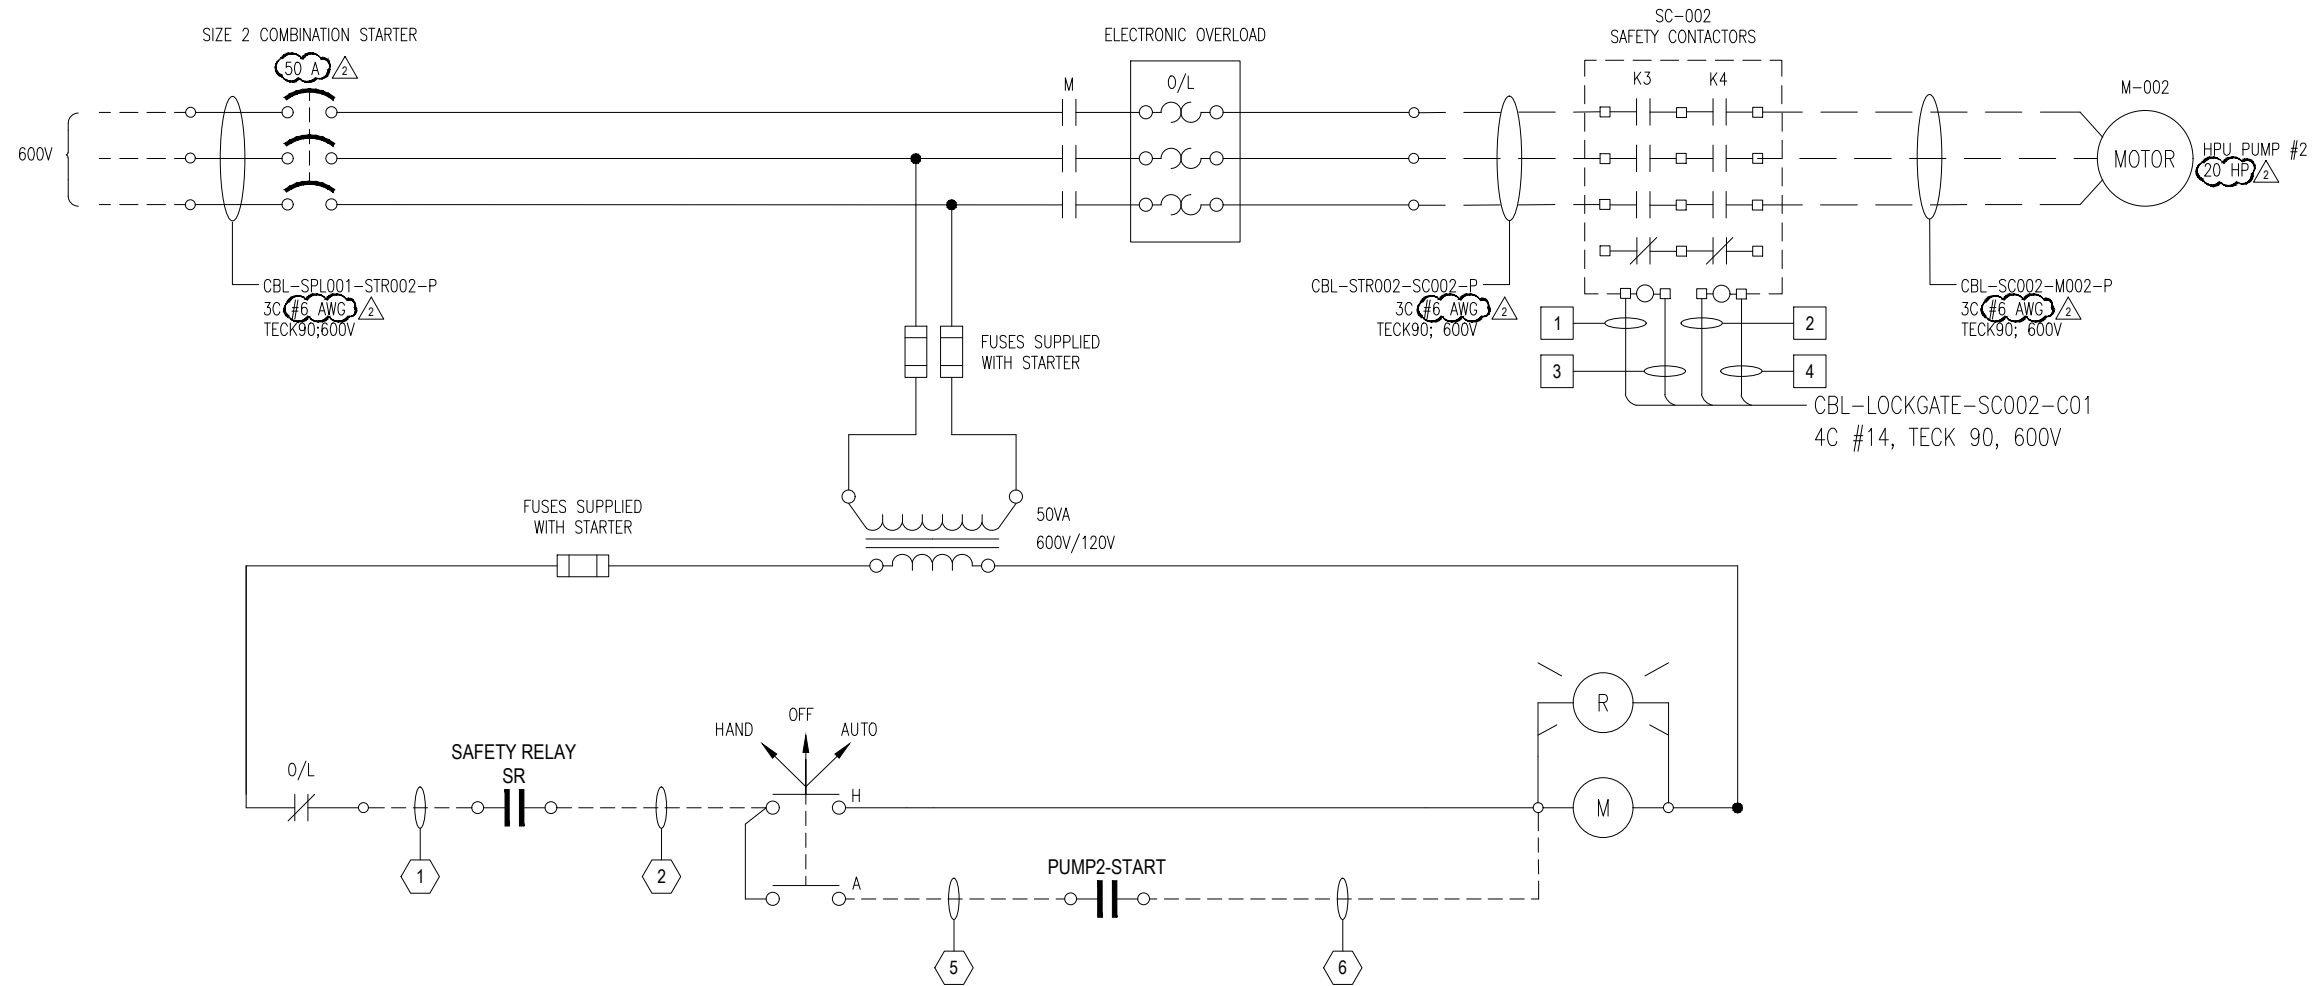 SIZE 2 COMBINATION STARTER
50 A
2
600V
CBL-SPL001-STR002-P
3C #6 AWG
2
TECK90;600V
M
ELECTRONIC OVERLOAD
O/L
SC-002
SAFETY CONTACTORS
K3
K4
M-002
MOTOR
HPU PUMP #2
20 HP
2
CBL-STR002-SC002-P
3C #6 AWG
2
TECK90; 600V
CBL-SC002-M002-P
3C #6 AWG
2
TECK90; 600V
1
2
3
4
CBL-LOCKGATE-SC002-C01
4C #14, TECK 90, 600V
FUSES SUPPLIED
WITH STARTER
50VA
600V/120V
FUSES SUPPLIED
WITH STARTER
O/L
SAFETY RELAY
SR
HAND
OFF
AUTO
H
R
M
1
2
A
PUMP2-START
5
6